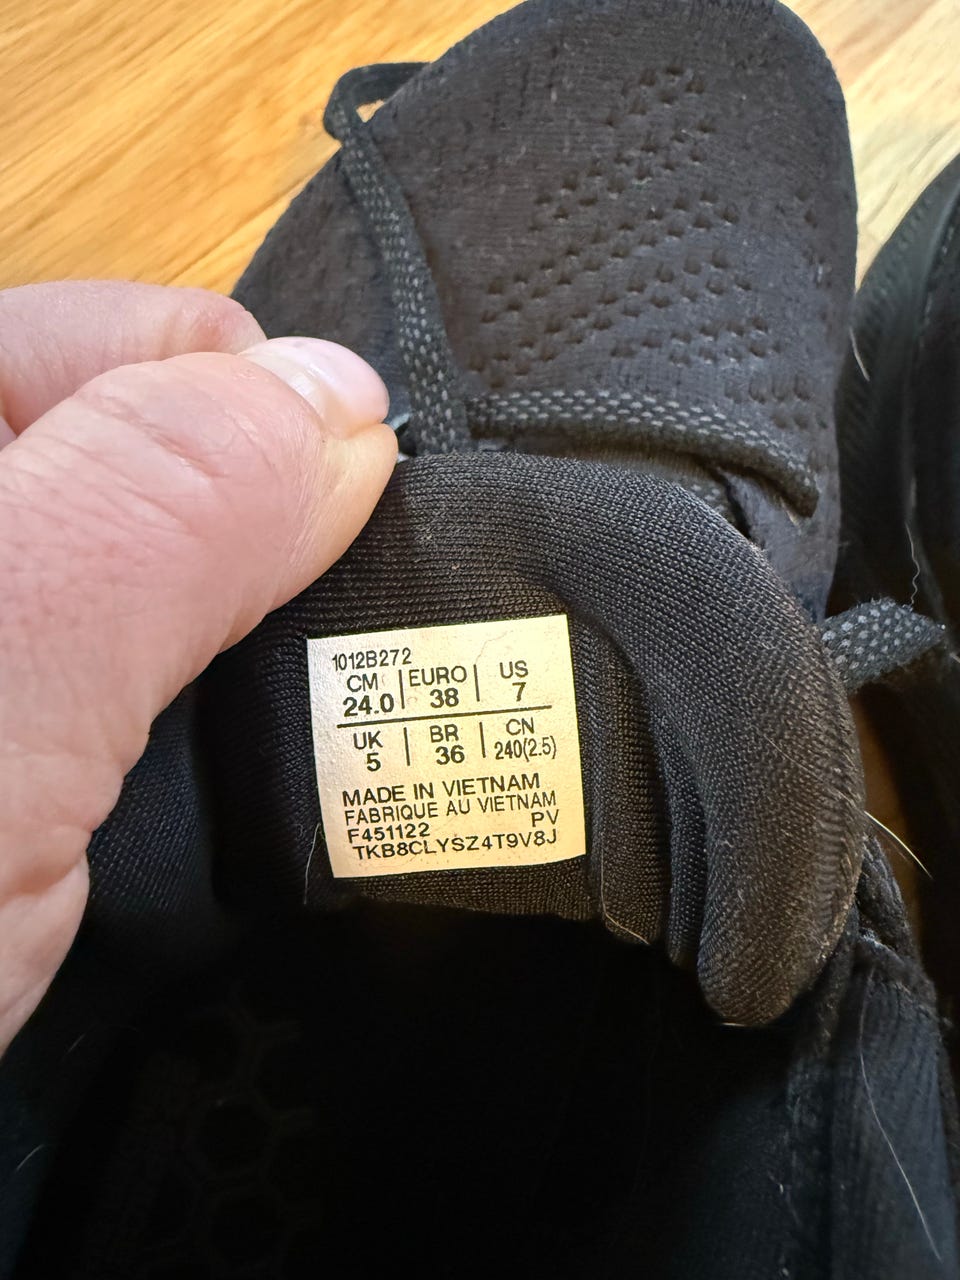 1012B272
CM | EURO | US
24.0 | 38 | 7
UK | BR | CN
5 | 36 | 240(2.5)
MADE IN VIETNAM
FABRIQUE AU VIETNAM
F451122 PV
TKB8CLYSZ4T9V8J